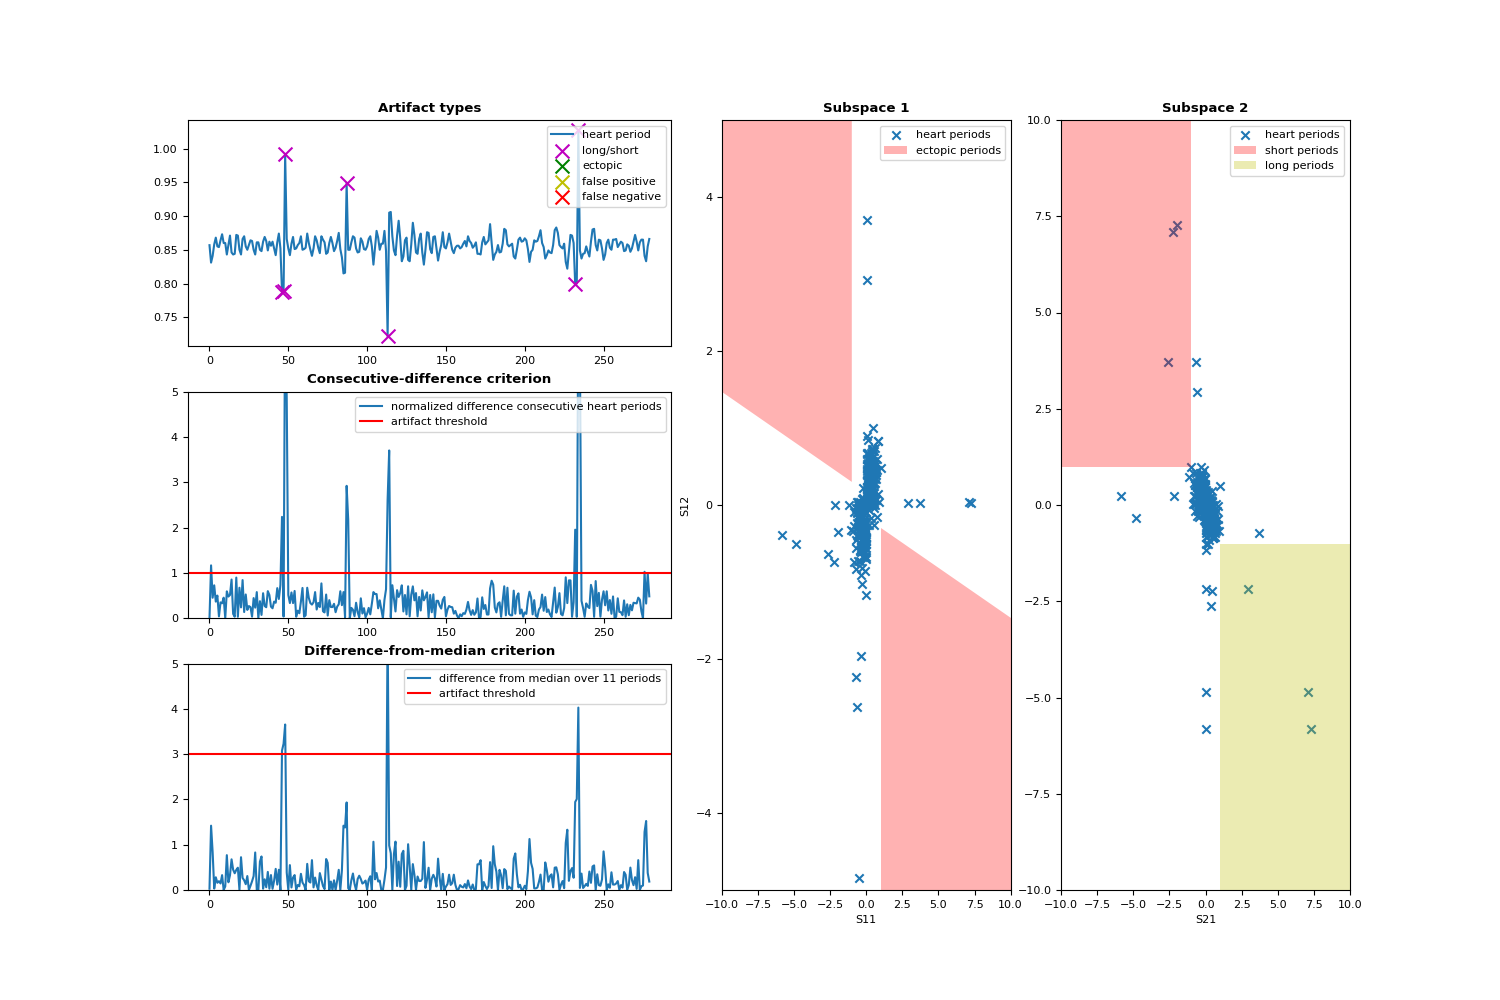 Artifact types
heart period
long/short
ectopic
false positive
false negative
1.00
0.95
0.90
0.85
0.80
0.75
0 50 100 150 200 250
Consecutive-difference criterion
normalized difference consecutive heart periods
artifact threshold
5
4
3
2
1
0
0 50 100 150 200 250
Difference-from-median criterion
difference from median over 11 periods
artifact threshold
5
4
3
2
1
0
0 50 100 150 200 250
Subspace 1
heart periods
ectopic periods
4
2
0
−2
−4
S12
−10.0 −7.5 −5.0 −2.5 0.0 2.5 5.0 7.5 10.0
S11
Subspace 2
heart periods
short periods
long periods
10.0
7.5
5.0
2.5
0.0
−2.5
−5.0
−7.5
−10.0
−10.0 −7.5 −5.0 −2.5 0.0 2.5 5.0 7.5 10.0
S21